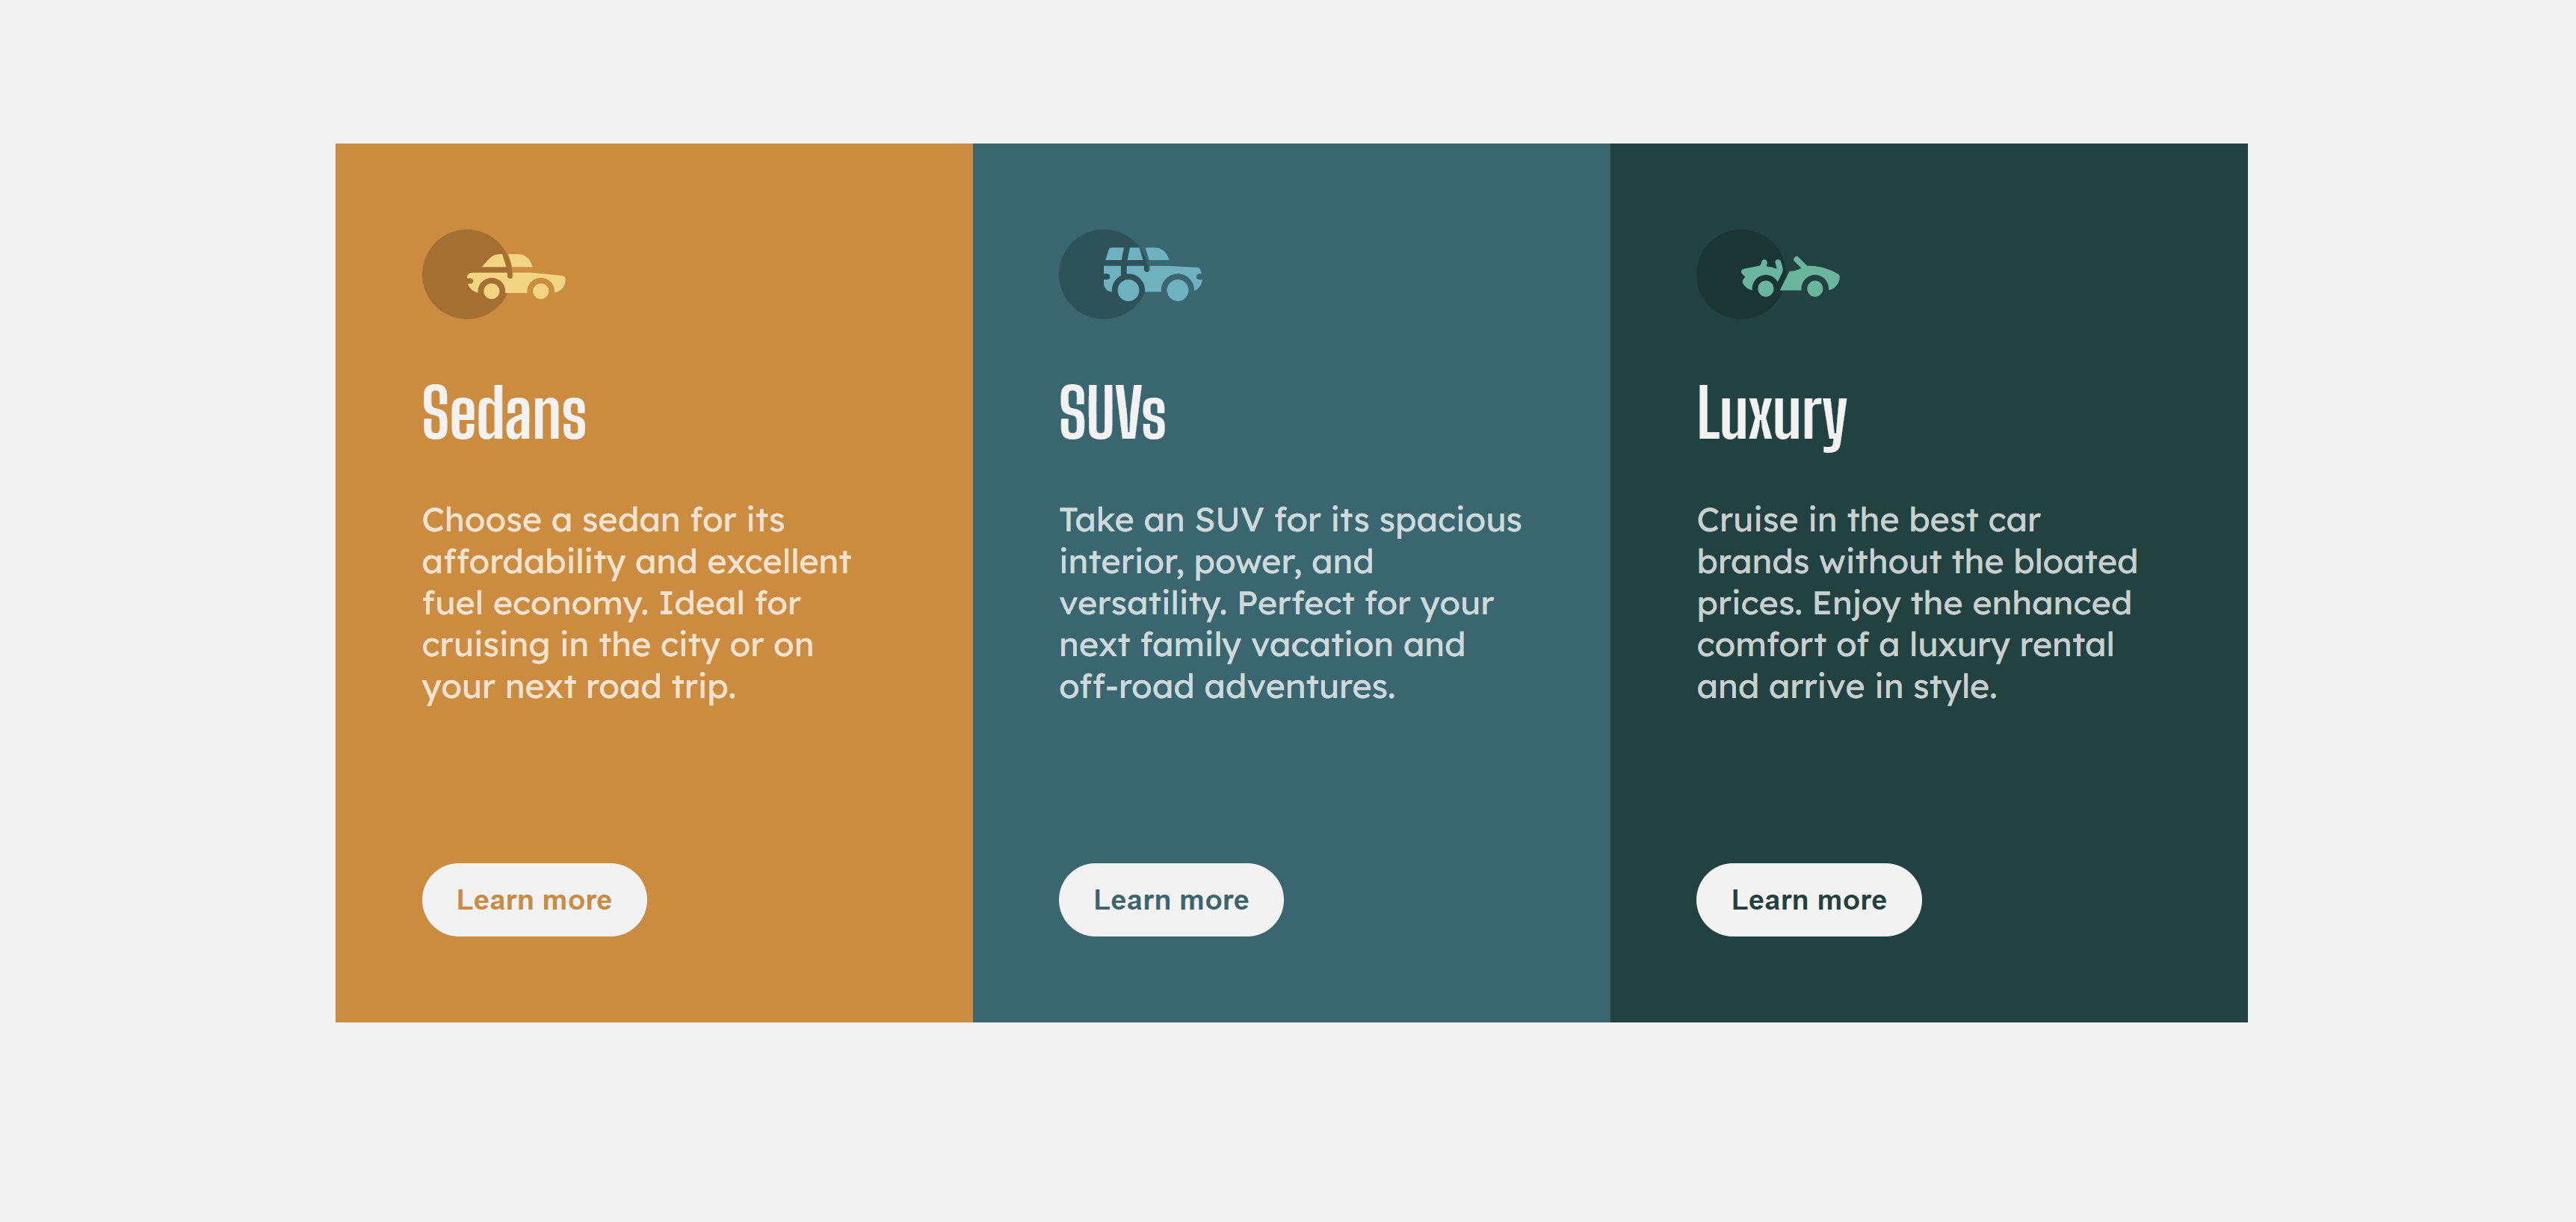 Sedans
Choose a sedan for its
affordability and excellent
fuel economy. Ideal for
cruising in the city or on
your next road trip.
Learn more
SUVs
Take an SUV for its spacious
interior, power, and
versatility. Perfect for your
next family vacation and
off-road adventures.
Learn more
Luxury
Cruise in the best car
brands without the bloated
prices. Enjoy the enhanced
comfort of a luxury rental
and arrive in style.
Learn more